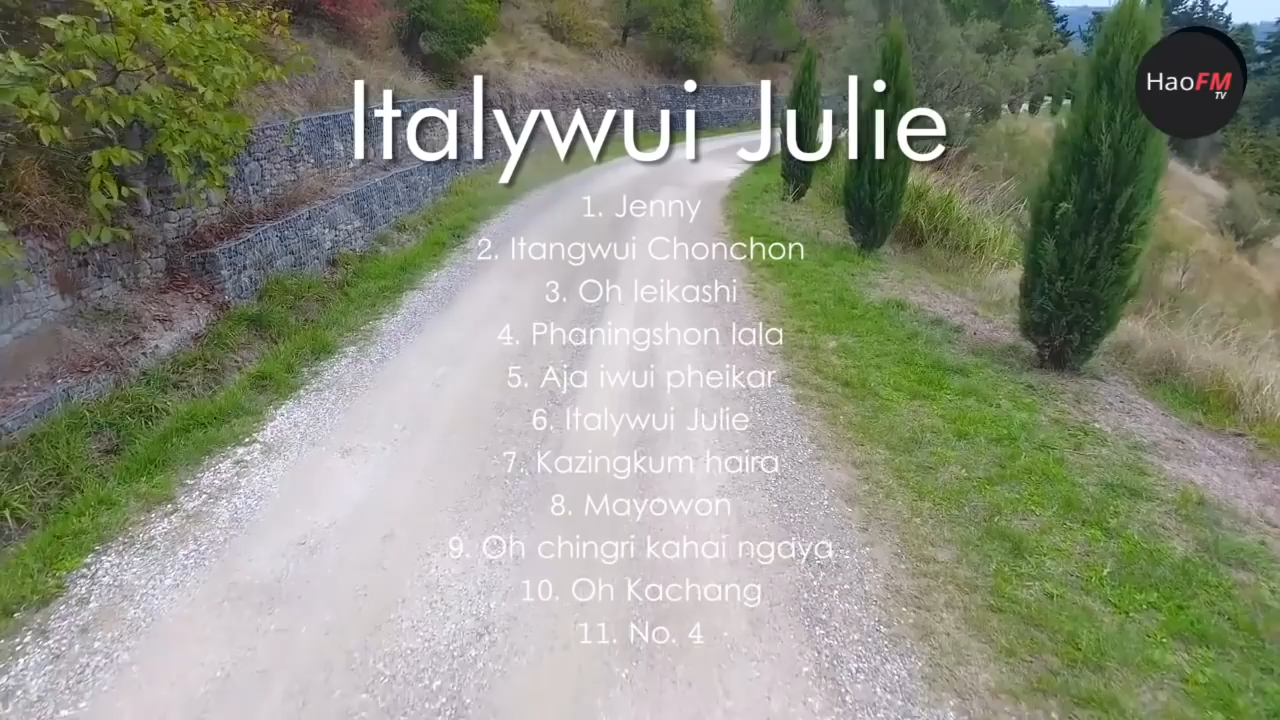 Italywui Julie
HaoFM
TV
1. Jenny
2. Itangwui Chonchon
3. Oh leikashi
4. Phaningshon lala
5. Aja iwui pheikar
6. Italywui Julie
7. Kazingkum haira
8. Mayowon
9. Oh chingri kahai ngaya
10. Oh Kachang
11. No. 4